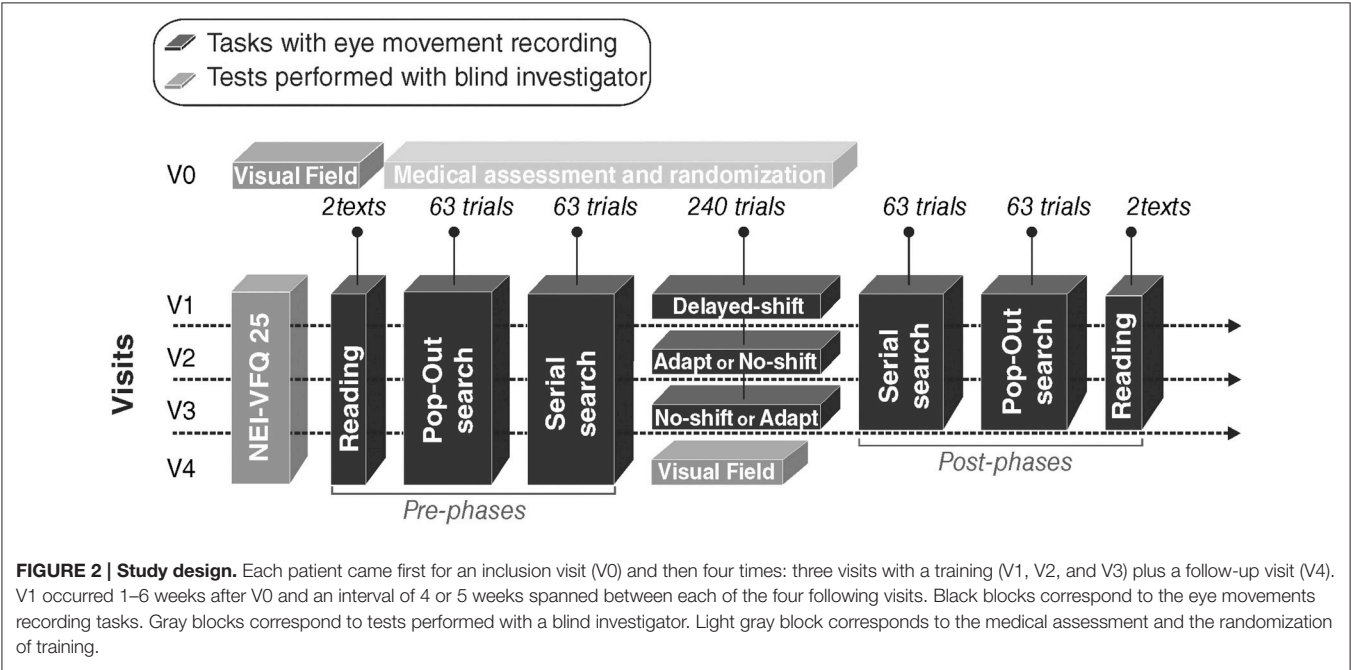 Tasks with eye movement recording
Tests performed with blind investigator
V0
Visual Field
Medical assessment and randomization
2texts
63 trials
63 trials
240 trials
63 trials
63 trials
2texts
Visits
V1
V2
V3
V4
NEI-VFQ 25
Reading
Pop-Out
search
Serial
search
Delayed-shift
Adapt or No-shift
No-shift or Adapt
Visual Field
Serial
search
Pop-Out
search
Reading
Pre-phases
Post-phases
FIGURE 2 | Study design. Each patient came first for an inclusion visit (V0) and then four times: three visits with a training (V1, V2, and V3) plus a follow-up visit (V4).
V1 occurred 1–6 weeks after V0 and an interval of 4 or 5 weeks spanned between each of the four following visits. Black blocks correspond to the eye movements
recording tasks. Gray blocks correspond to tests performed with a blind investigator. Light gray block corresponds to the medical assessment and the randomization
of training.